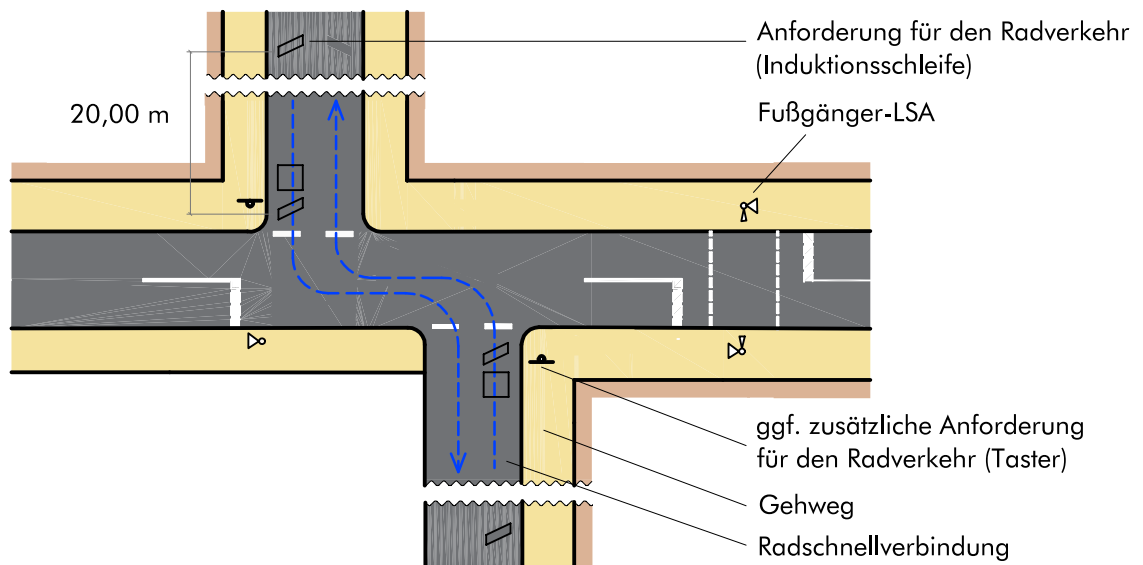 Anforderung für den Radverkehr
(Induktionsschleife)
20,00 m
Fußgänger-LSA
ggf. zusätzliche Anforderung
für den Radverkehr (Taster)
Gehweg
Radschnellverbindung